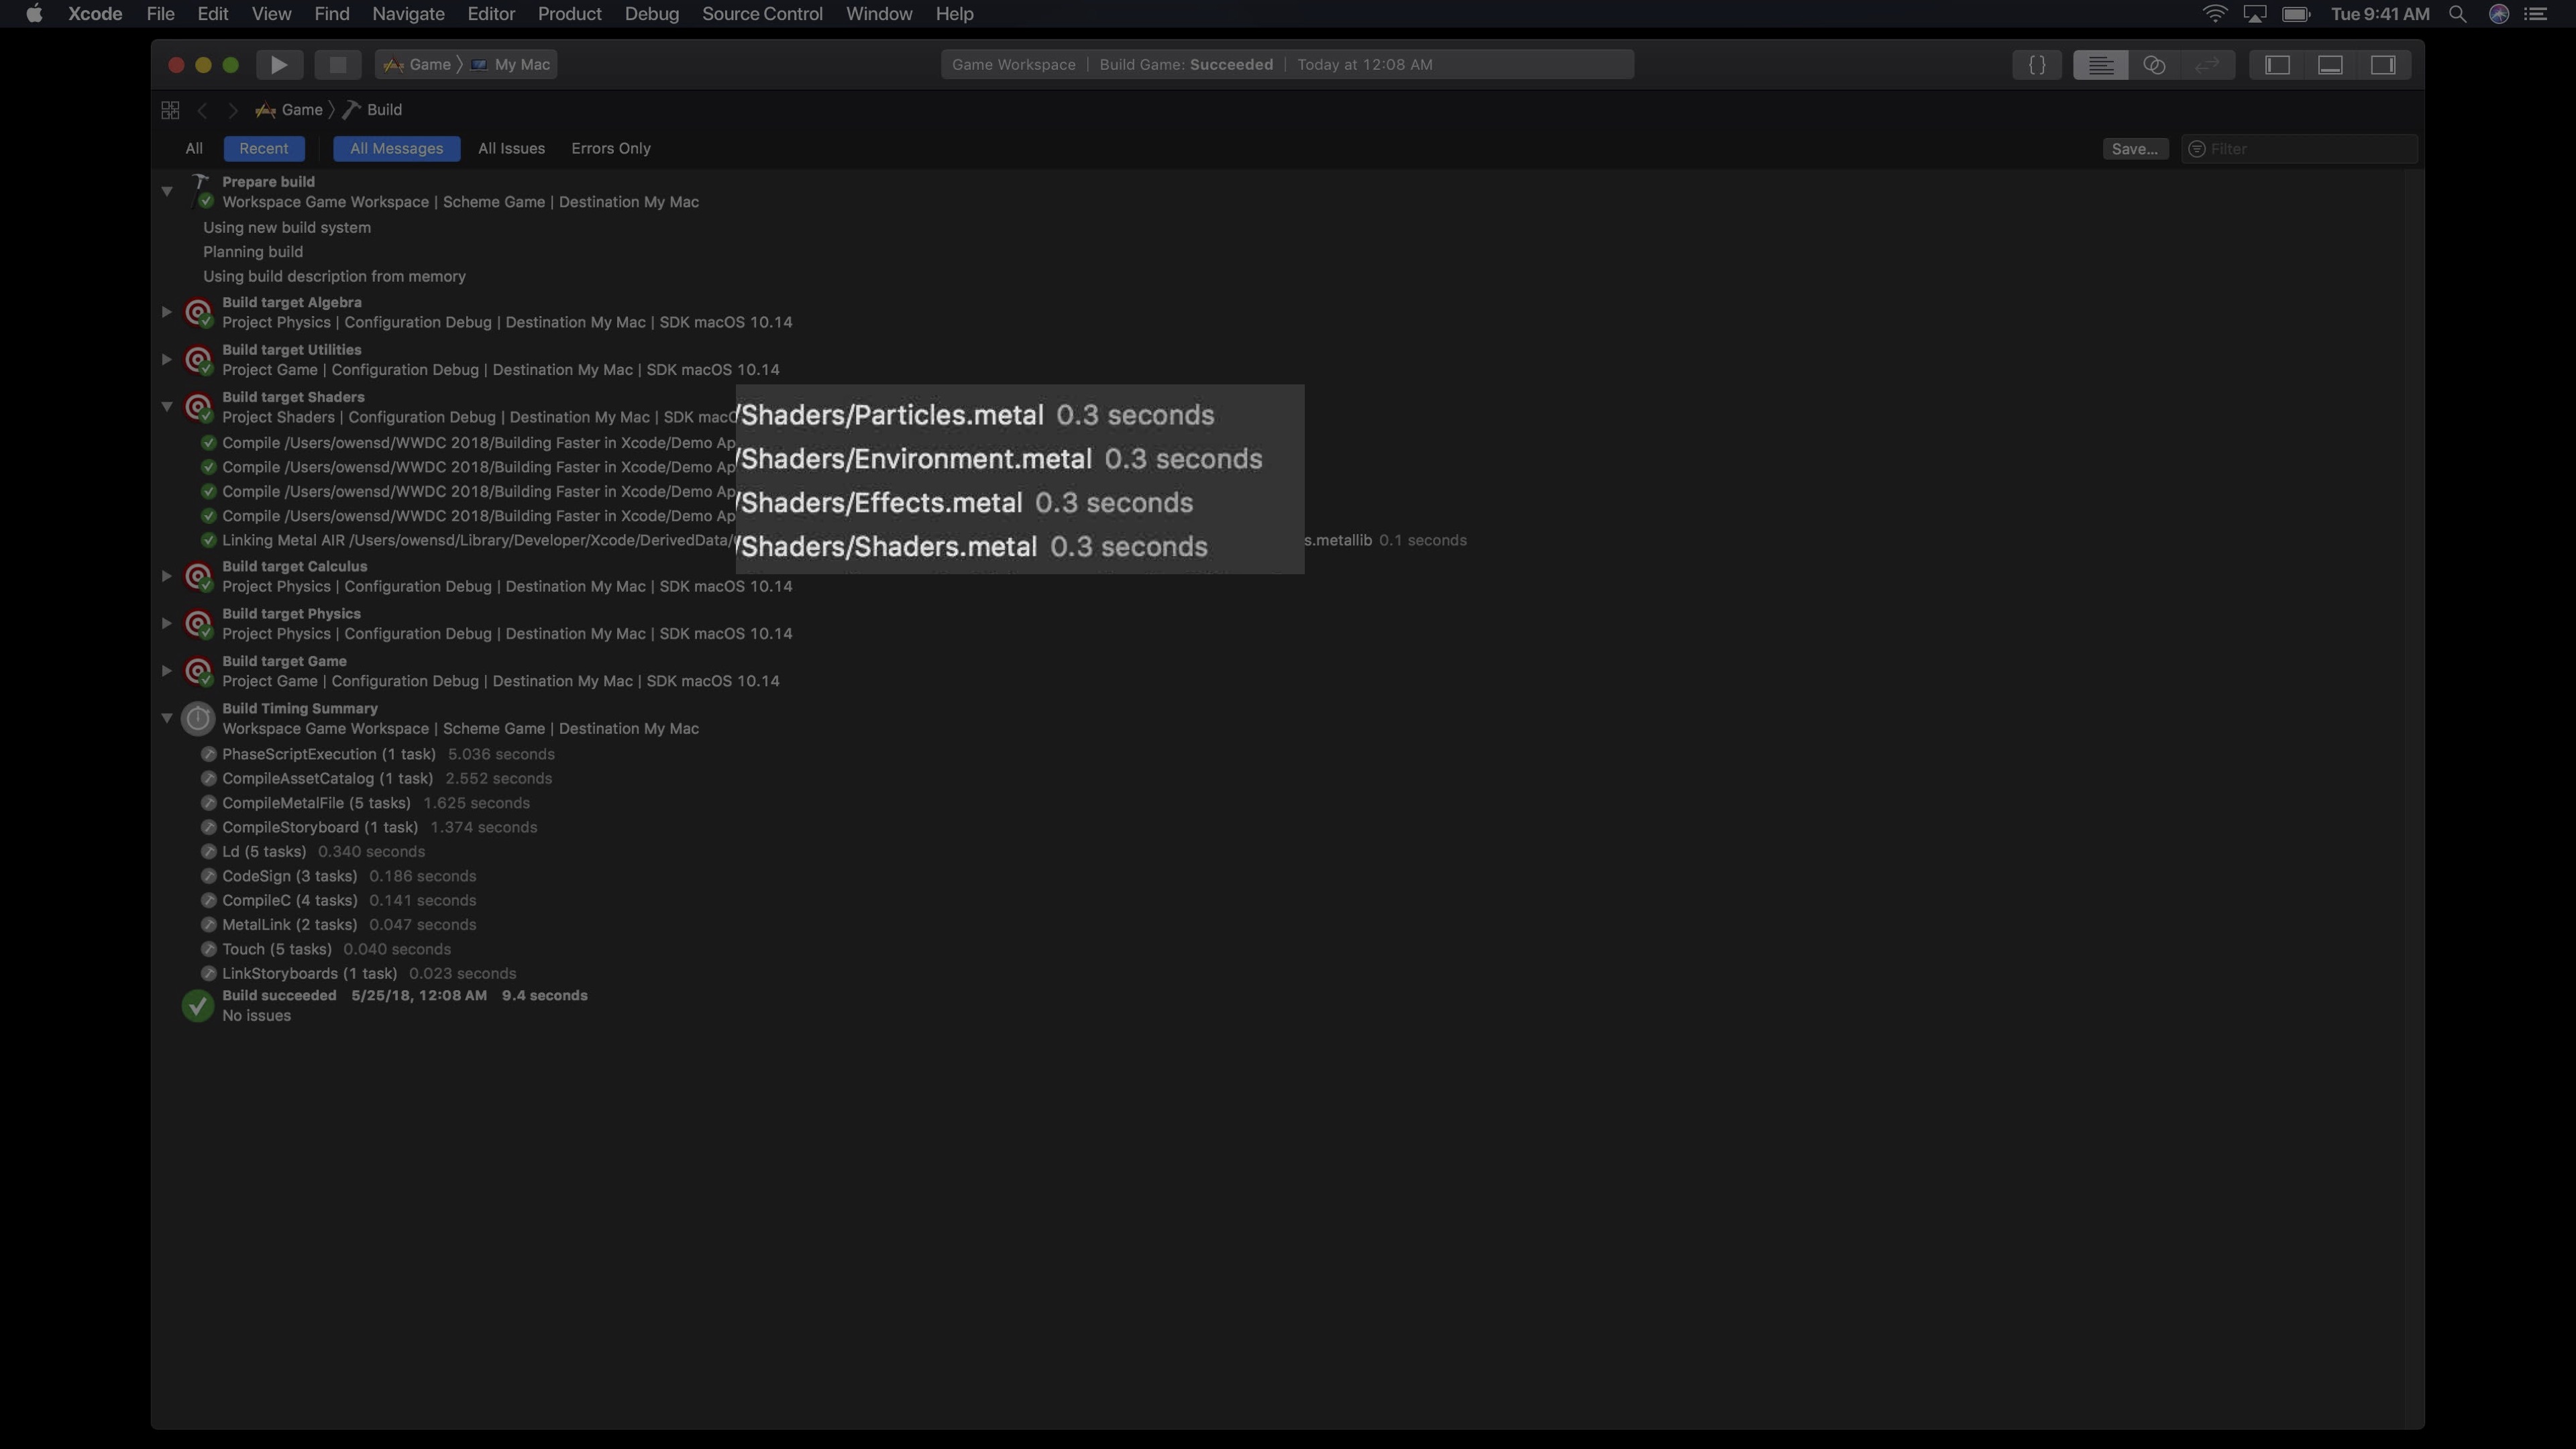 Xcode File Edit View Find Navigate Editor Product Debug Source Control Window Help Tue 9:41 AM
Game My Mac Game Workspace | Build Game: Succeeded | Today at 12:08 AM { }
Game Build
All Recent All Messages All Issues Errors Only Save... Filter
Prepare build
Workspace Game Workspace | Scheme Game | Destination My Mac
Using new build system
Planning build
Using build description from memory
Build target Algebra
Project Physics | Configuration Debug | Destination My Mac | SDK macOS 10.14
Build target Utilities
Project Game | Configuration Debug | Destination My Mac | SDK macOS 10.14
Build target Shaders
Project Shaders | Configuration Debug | Destination My Mac | SDK macO
Compile /Users/owensd/WWDC 2018/Building Faster in Xcode/Demo Ap
Compile /Users/owensd/WWDC 2018/Building Faster in Xcode/Demo Ap
Compile /Users/owensd/WWDC 2018/Building Faster in Xcode/Demo Ap
Compile /Users/owensd/WWDC 2018/Building Faster in Xcode/Demo Ap
Linking Metal AIR /Users/owensd/Library/Developer/Xcode/DerivedData/ s.metallib 0.1 seconds
/Shaders/Particles.metal 0.3 seconds
/Shaders/Environment.metal 0.3 seconds
/Shaders/Effects.metal 0.3 seconds
/Shaders/Shaders.metal 0.3 seconds
Build target Calculus
Project Physics | Configuration Debug | Destination My Mac | SDK macOS 10.14
Build target Physics
Project Physics | Configuration Debug | Destination My Mac | SDK macOS 10.14
Build target Game
Project Game | Configuration Debug | Destination My Mac | SDK macOS 10.14
Build Timing Summary
Workspace Game Workspace | Scheme Game | Destination My Mac
PhaseScriptExecution (1 task) 5.036 seconds
CompileAssetCatalog (1 task) 2.552 seconds
CompileMetalFile (5 tasks) 1.625 seconds
CompileStoryboard (1 task) 1.374 seconds
Ld (5 tasks) 0.340 seconds
CodeSign (3 tasks) 0.186 seconds
CompileC (4 tasks) 0.141 seconds
MetalLink (2 tasks) 0.047 seconds
Touch (5 tasks) 0.040 seconds
LinkStoryboards (1 task) 0.023 seconds
Build succeeded 5/25/18, 12:08 AM 9.4 seconds
No issues